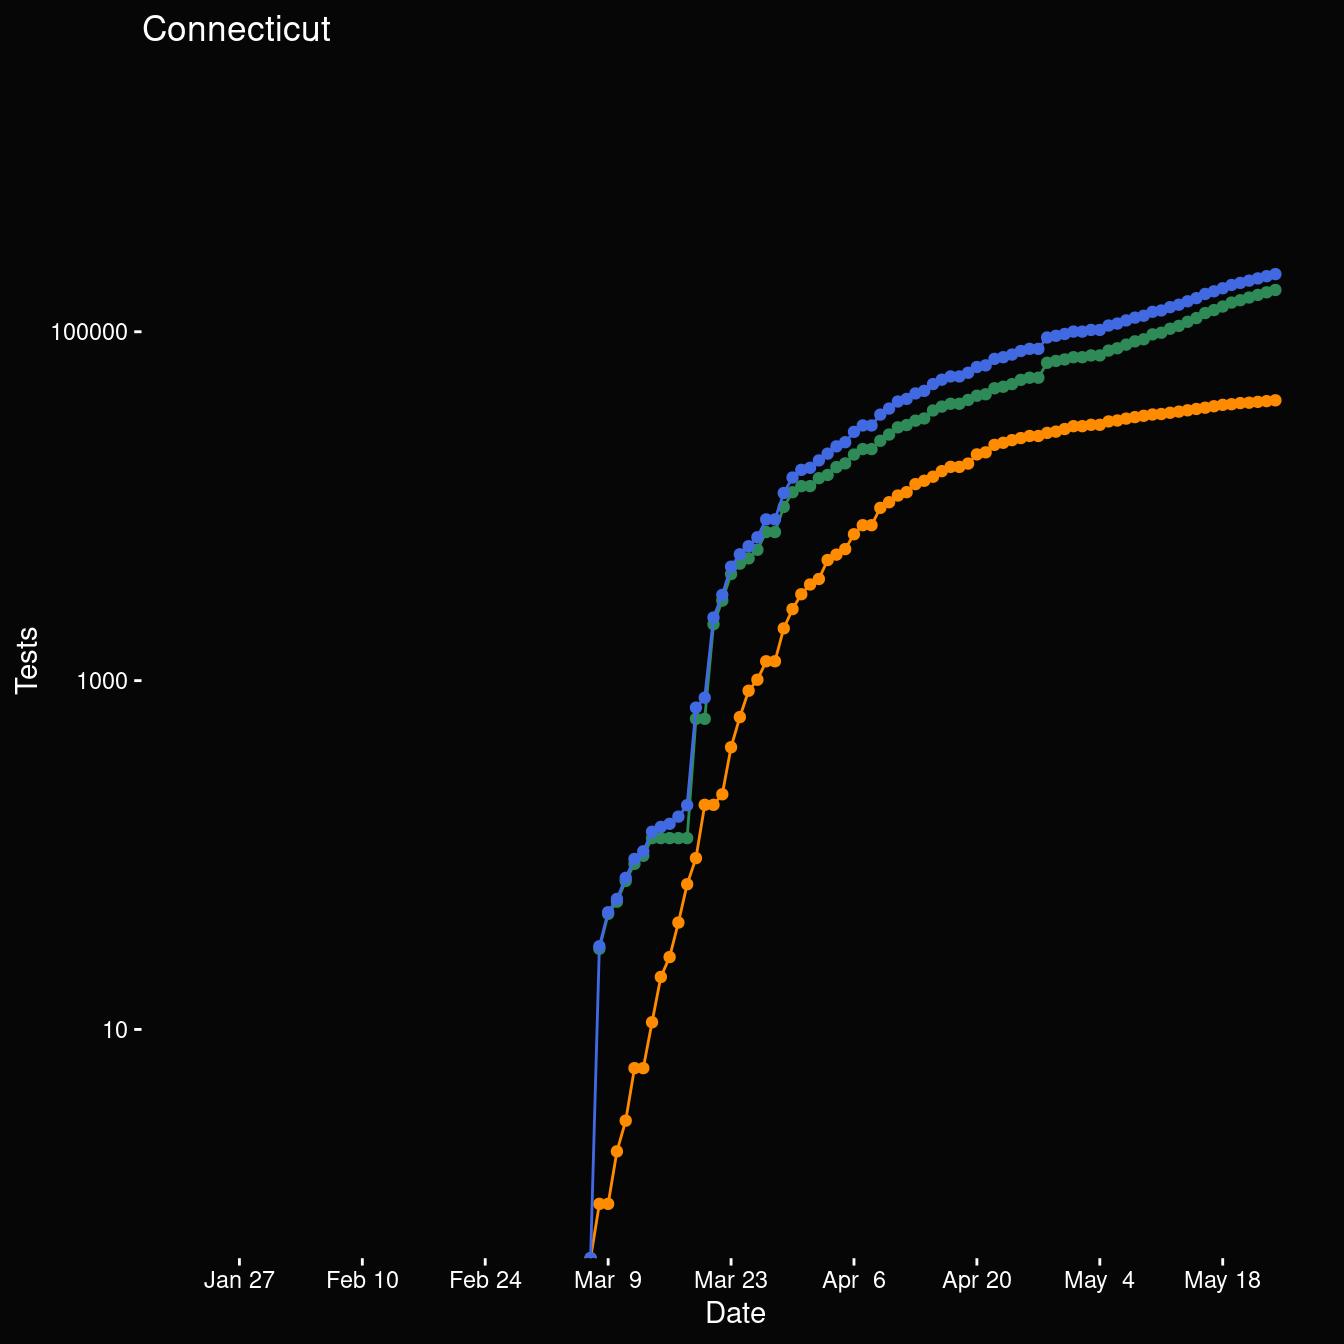 Connecticut
100000
1000
10
Tests
Jan 27
Feb 10
Feb 24
Mar  9
Mar 23
Apr  6
Apr 20
May  4
May 18
Date